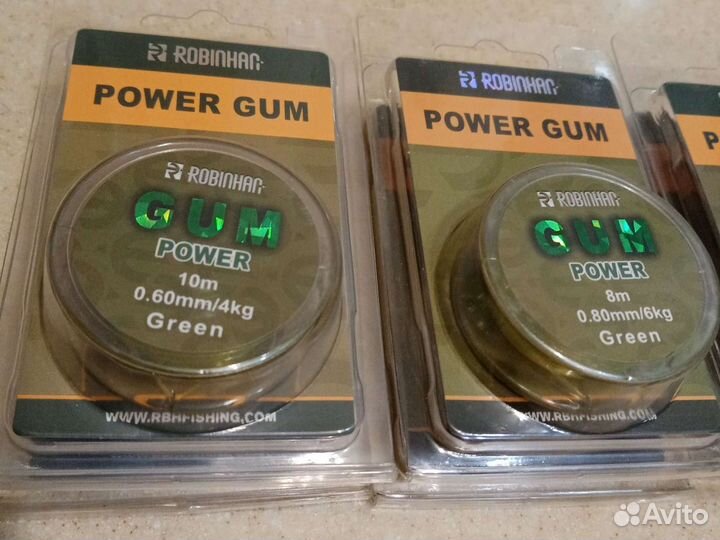 ROBINHAN
POWER GUM
ROBINHAN
GUM
POWER
10m
0.60mm/4kg
Green
WWW.RBHFISHING.COM
ROBINHAN
POWER GUM
ROBINHAN
GUM
POWER
8m
0.80mm/6kg
Green
WWW.RBHFISHING.COM
Avito